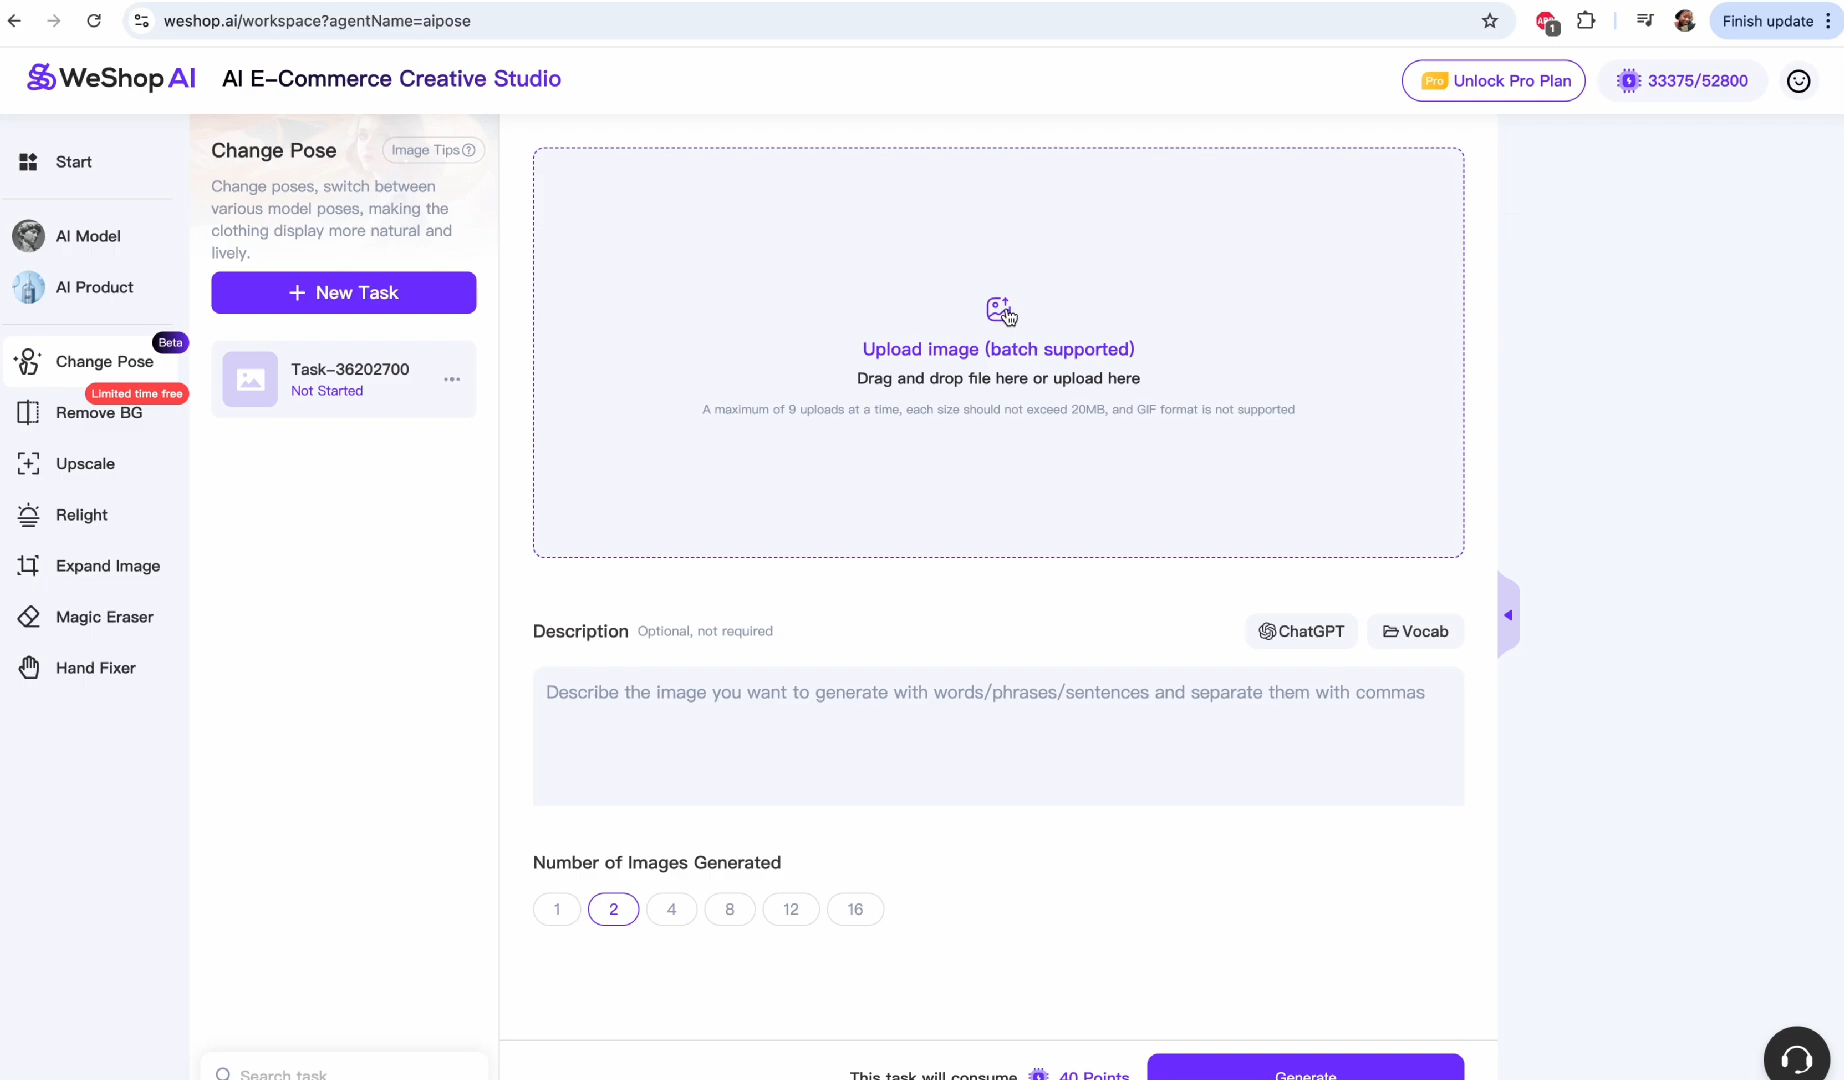 weshop.ai/workspace?agentName=aipose
1
Finish update
WeShop AI
AI E-Commerce Creative Studio
Pro Unlock Pro Plan
33375/52800
Start
AI Model
AI Product
Beta
Change Pose
Limited time free
Remove BG
Upscale
Relight
Expand Image
Magic Eraser
Hand Fixer
Change Pose
Image Tips
Change poses, switch between
various model poses, making the
clothing display more natural and
lively.
+ New Task
Task-36202700
Not Started
Search task
Upload image (batch supported)
Drag and drop file here or upload here
A maximum of 9 uploads at a time, each size should not exceed 20MB, and GIF format is not supported
Description Optional, not required
ChatGPT
Vocab
Describe the image you want to generate with words/phrases/sentences and separate them with commas
Number of Images Generated
1 2 4 8 12 16
This task will consume 40 Points
Generate